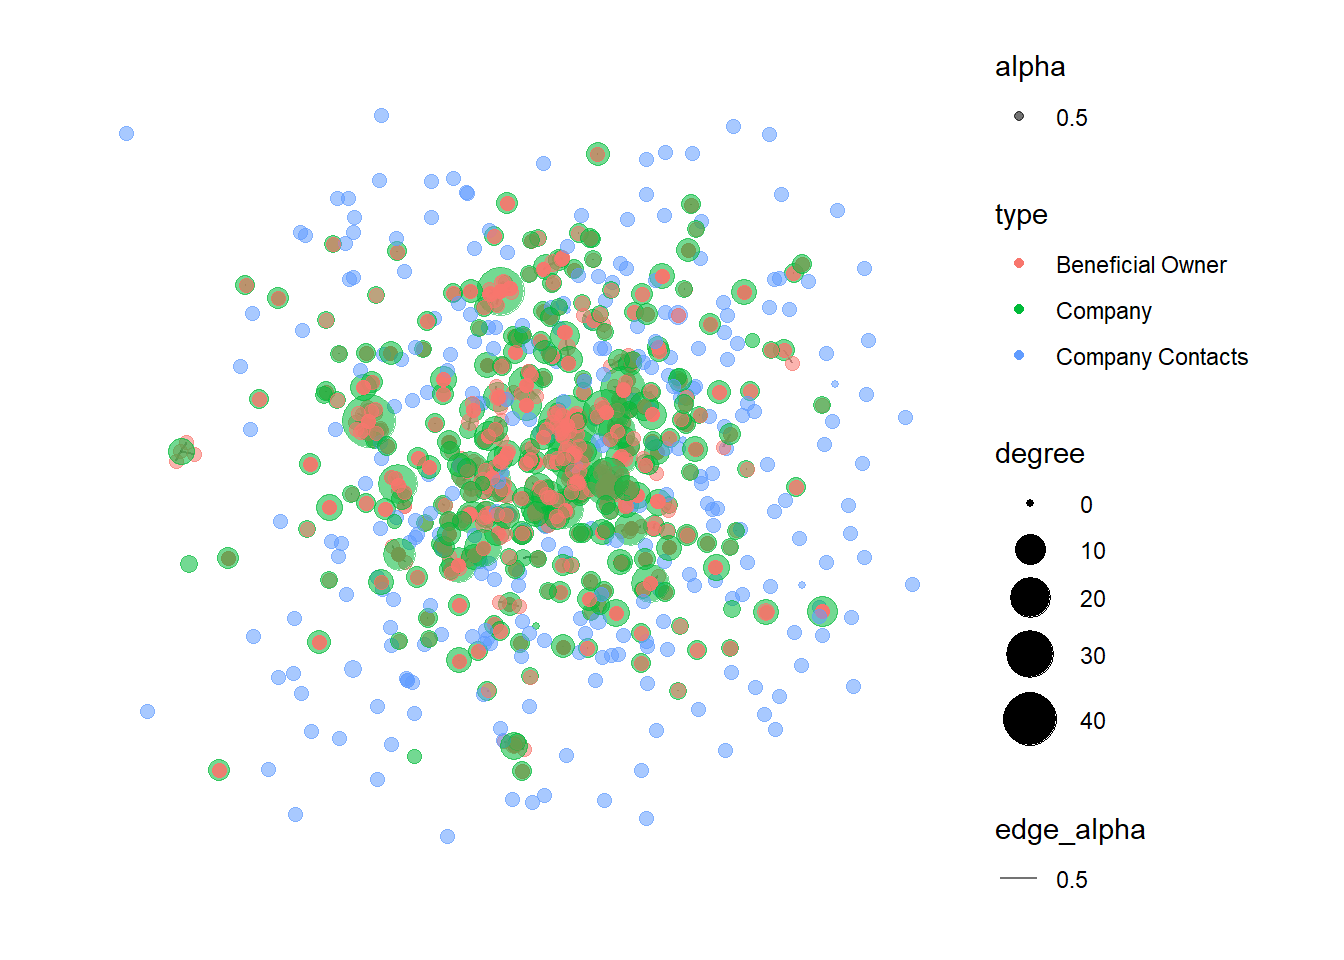 alpha
0.5
type
Beneficial Owner
Company
Company Contacts
degree
0
10
20
30
40
edge_alpha
0.5